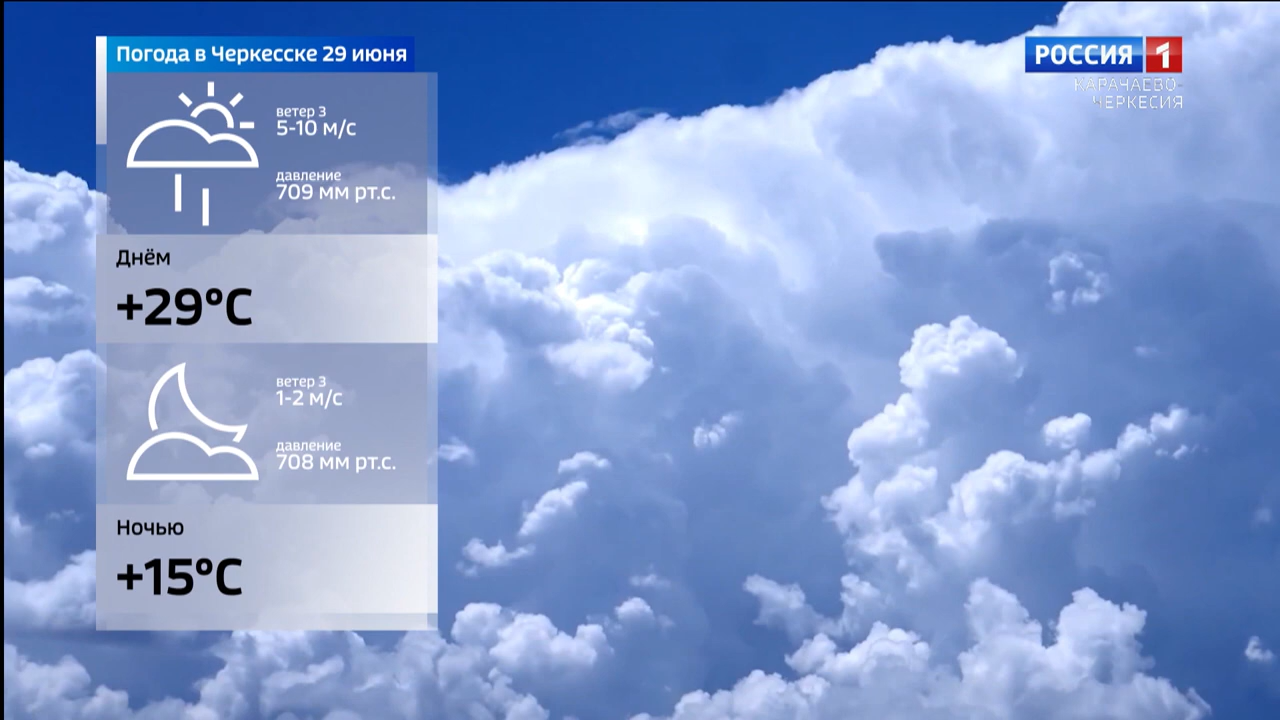 Погода в Черкесске 29 июня
РОССИЯ 1
КАРАЧАЕВО-
ЧЕРКЕСИЯ
ветер З
5-10 м/с
давление
709 мм рт.с.
Днём
+29°C
ветер З
1-2 м/с
давление
708 мм рт.с.
Ночью
+15°C